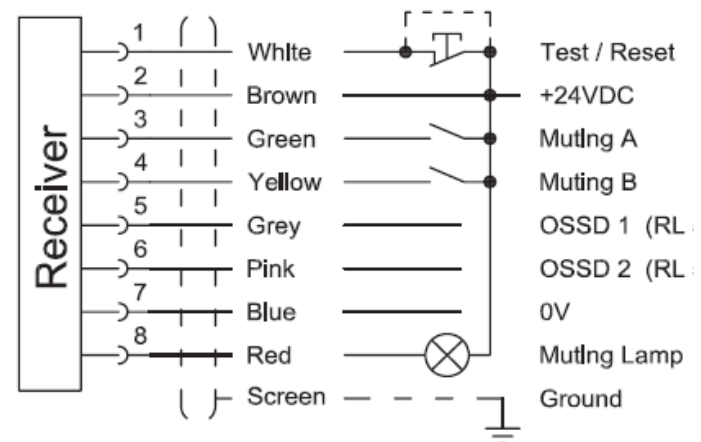 Receiver
1 White Test / Reset
2 Brown +24VDC
3 Green Muting A
4 Yellow Muting B
5 Grey OSSD 1 (RL
6 Pink OSSD 2 (RL
7 Blue 0V
8 Red Muting Lamp
Screen Ground